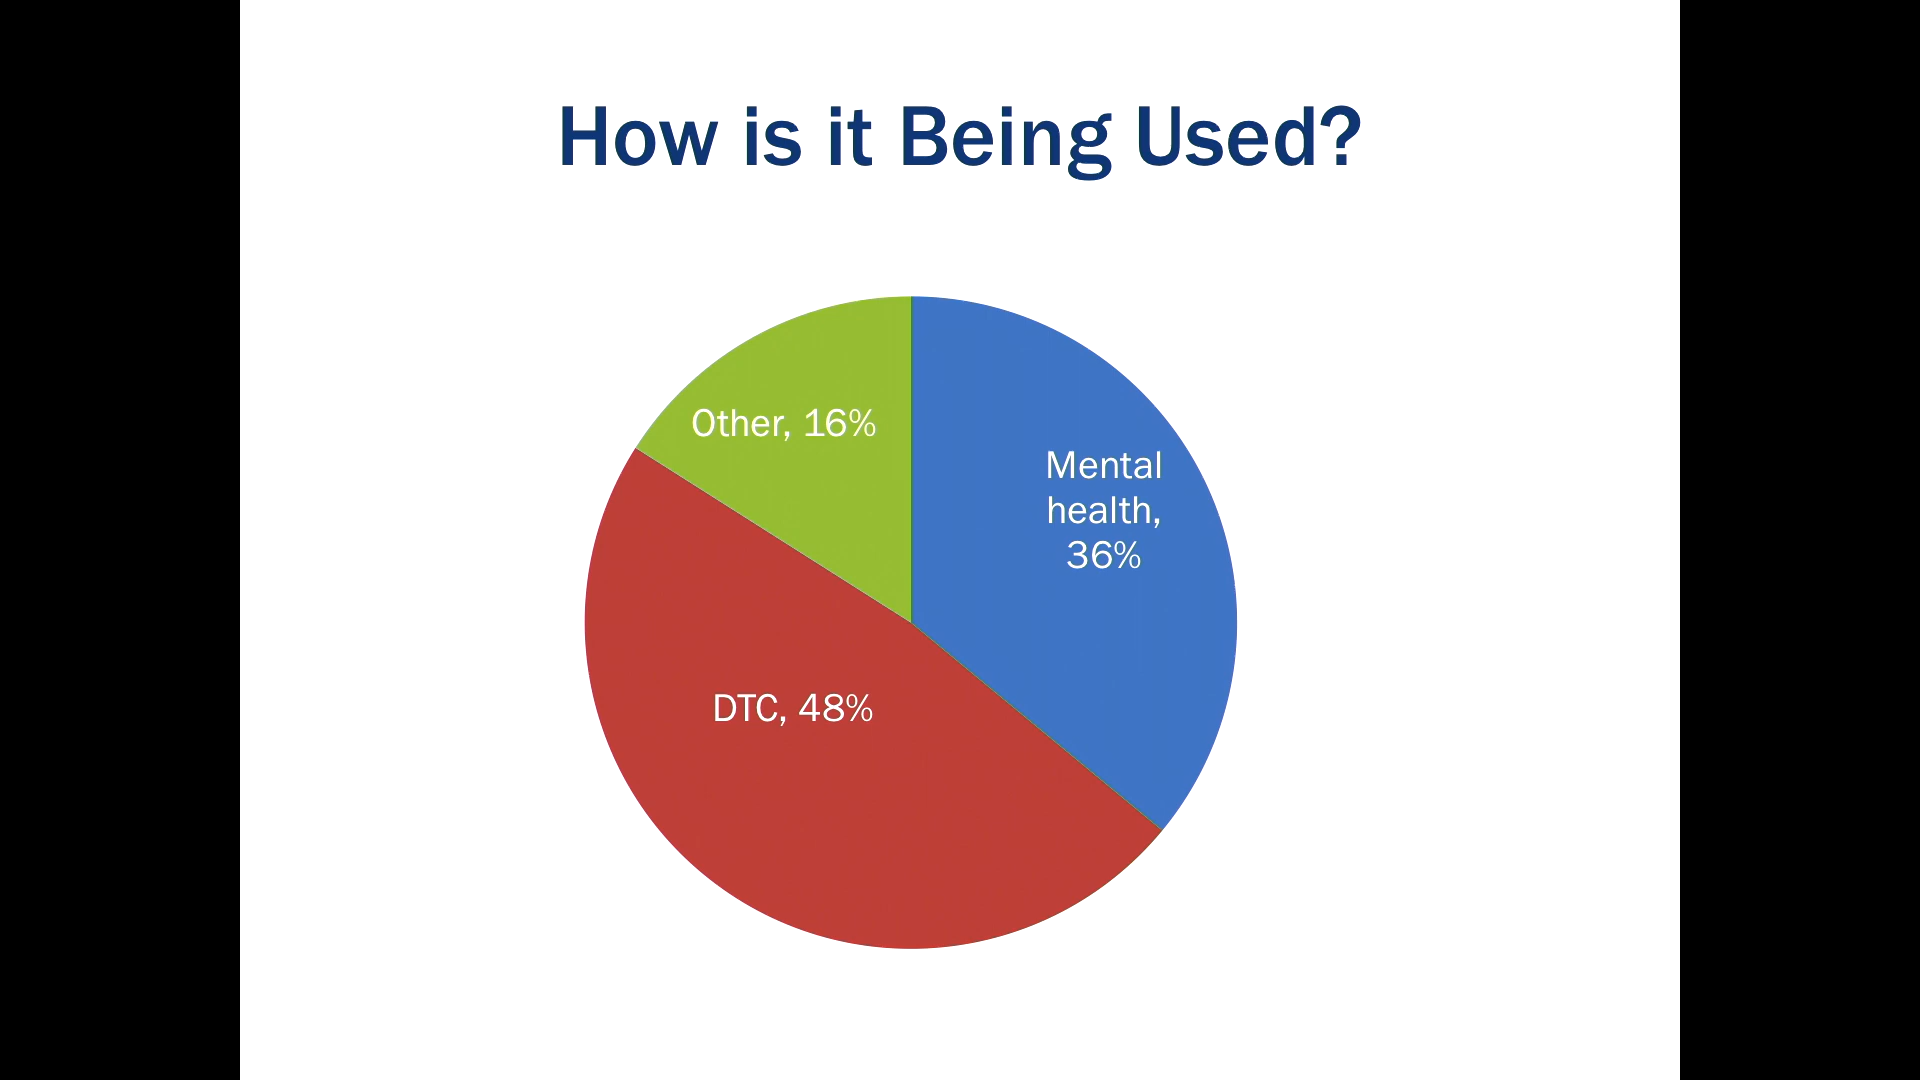 How is it Being Used?
Other, 16%
Mental
health,
36%
DTC, 48%